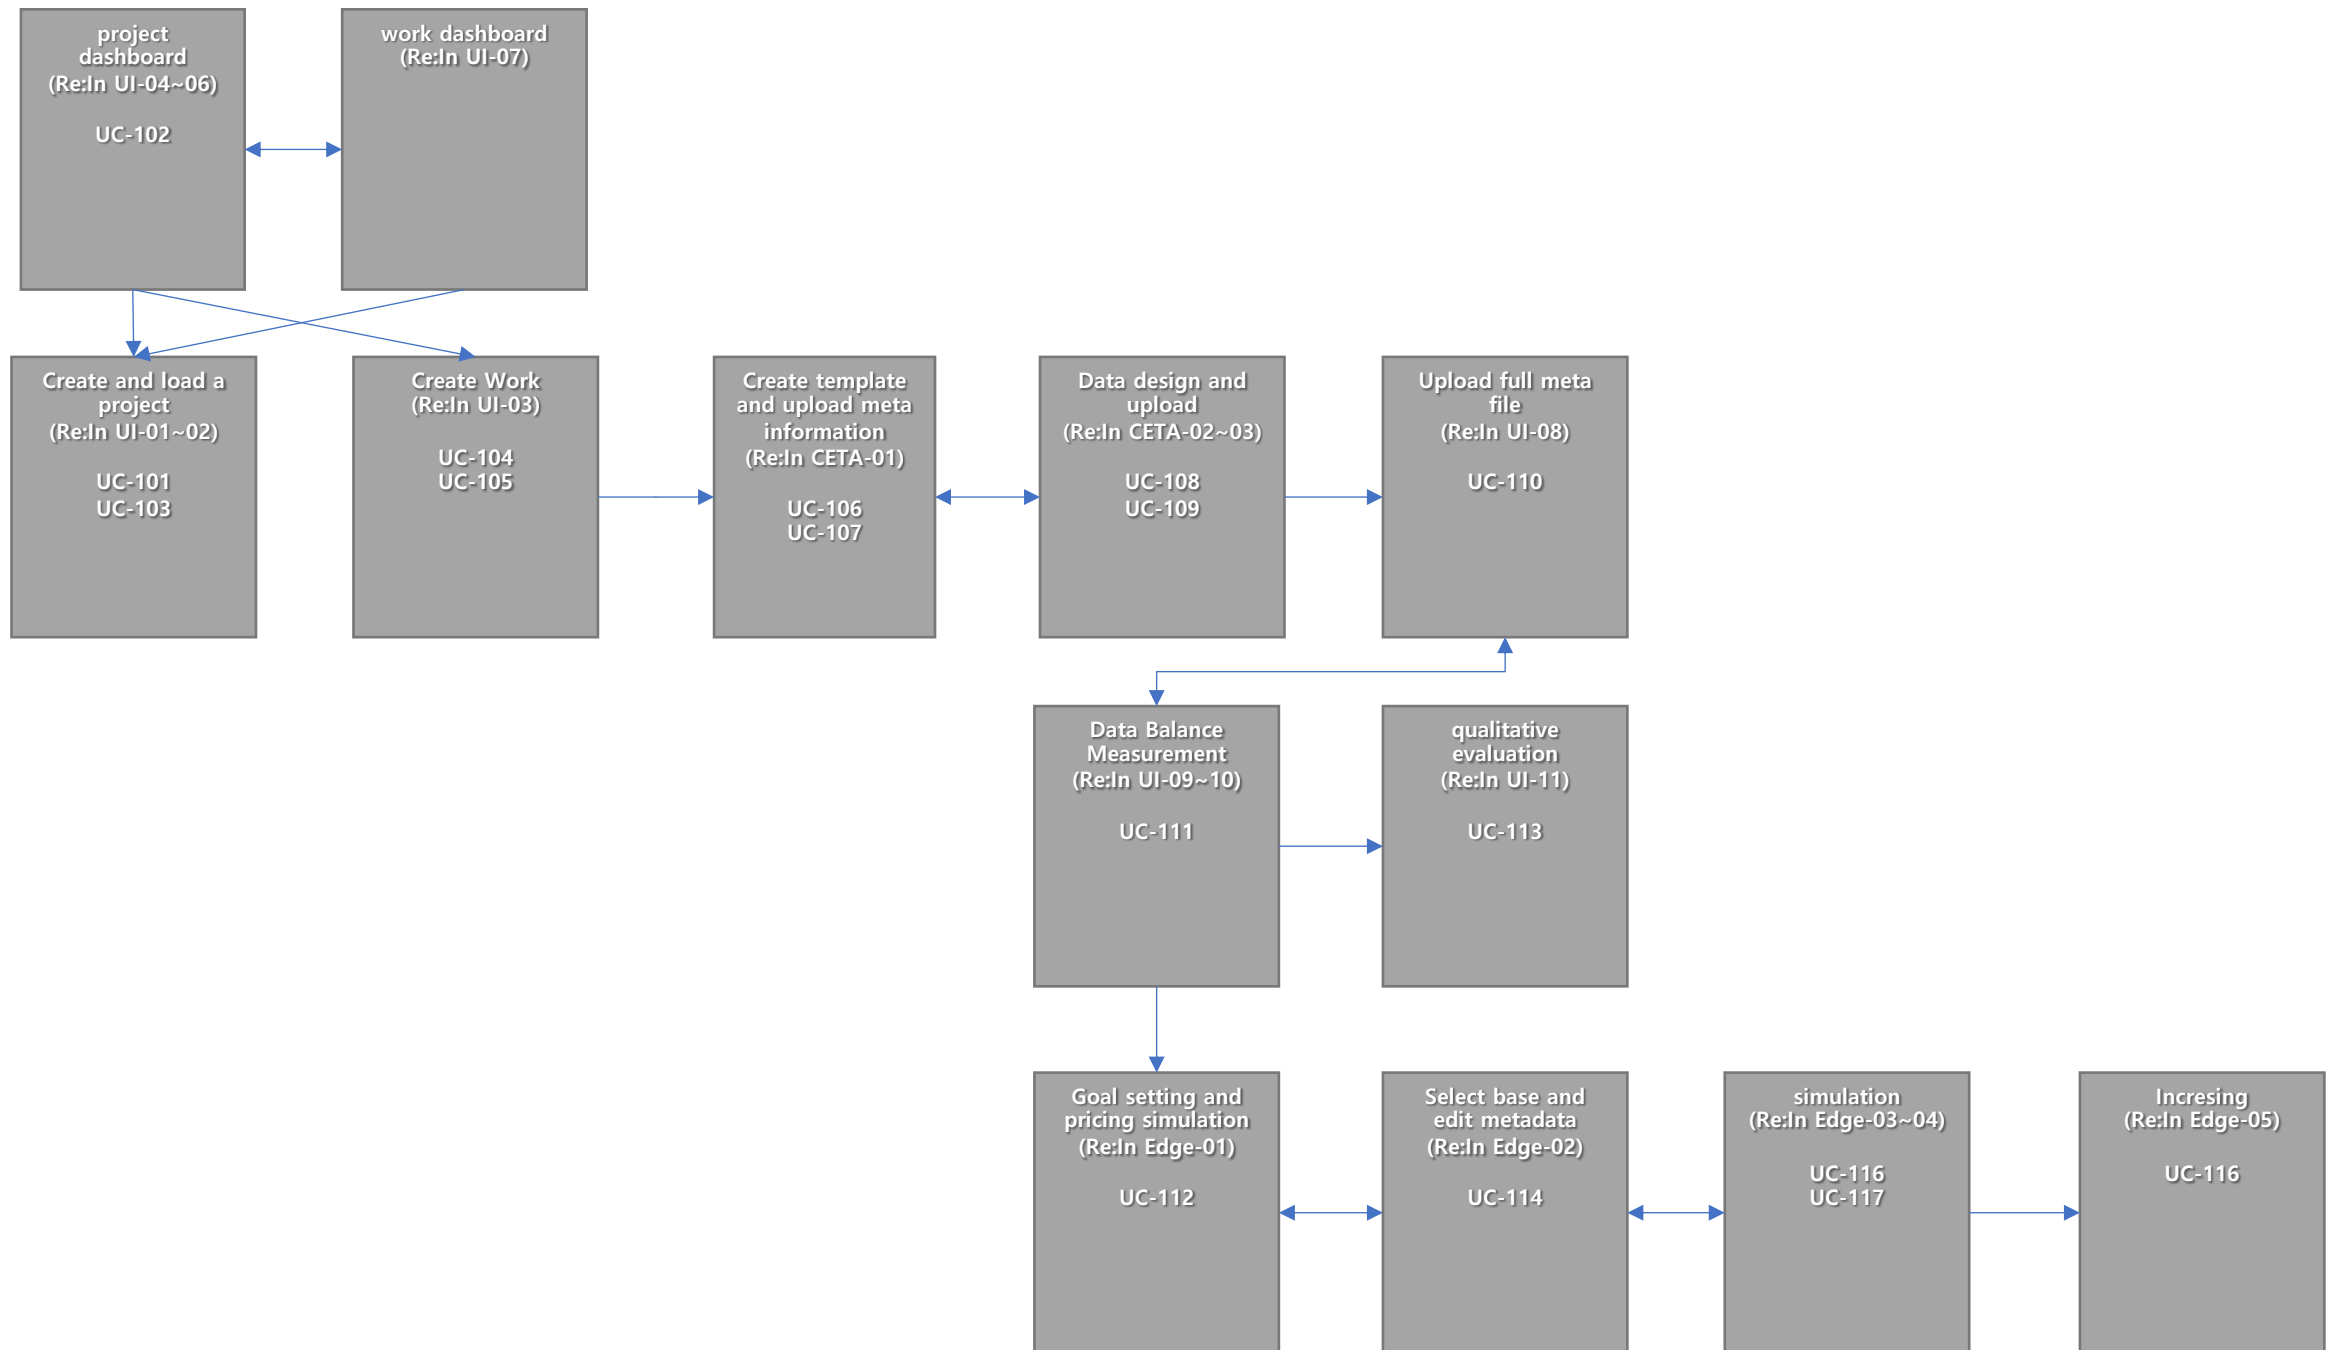 project
dashboard
(Re:In UI-04~06)
UC-102
work dashboard
(Re:In UI-07)
Create and load a
project
(Re:In UI-01~02)
UC-101
UC-103
Create Work
(Re:In UI-03)
UC-104
UC-105
Create template
and upload meta
information
(Re:In CETA-01)
UC-106
UC-107
Data design and
upload
(Re:In CETA-02~03)
UC-108
UC-109
Upload full meta
file
(Re:In UI-08)
UC-110
Data Balance
Measurement
(Re:In UI-09~10)
UC-111
qualitative
evaluation
(Re:In UI-11)
UC-113
Goal setting and
pricing simulation
(Re:In Edge-01)
UC-112
Select base and
edit metadata
(Re:In Edge-02)
UC-114
simulation
(Re:In Edge-03~04)
UC-116
UC-117
Incresing
(Re:In Edge-05)
UC-116